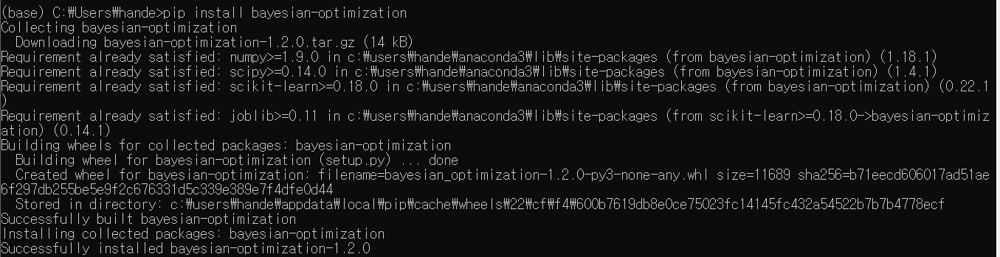 (base) C:₩Users₩hande>pip install bayesian-optimization
Collecting bayesian-optimization
  Downloading bayesian-optimization-1.2.0.tar.gz (14 kB)
Requirement already satisfied: numpy>=1.9.0 in c:₩users₩hande₩anaconda3₩lib₩site-packages (from bayesian-optimization) (1.18.1)
Requirement already satisfied: scipy>=0.14.0 in c:₩users₩hande₩anaconda3₩lib₩site-packages (from bayesian-optimization) (1.4.1)
Requirement already satisfied: scikit-learn>=0.18.0 in c:₩users₩hande₩anaconda3₩lib₩site-packages (from bayesian-optimization) (0.22.1
)
Requirement already satisfied: joblib>=0.11 in c:₩users₩hande₩anaconda3₩lib₩site-packages (from scikit-learn>=0.18.0->bayesian-optimiz
ation) (0.14.1)
Building wheels for collected packages: bayesian-optimization
  Building wheel for bayesian-optimization (setup.py) ... done
  Created wheel for bayesian-optimization: filename=bayesian_optimization-1.2.0-py3-none-any.whl size=11689 sha256=b71eecd606017ad51ae
6f297db255be5e9f2c676331d5c339e389e7f4dfe0d44
  Stored in directory: c:₩users₩hande₩appdata₩local₩pip₩cache₩wheels₩22₩cf₩f4₩600b7619db8e0ce75023fc14145fc432a54522b7b7b4778ecf
Successfully built bayesian-optimization
Installing collected packages: bayesian-optimization
Successfully installed bayesian-optimization-1.2.0